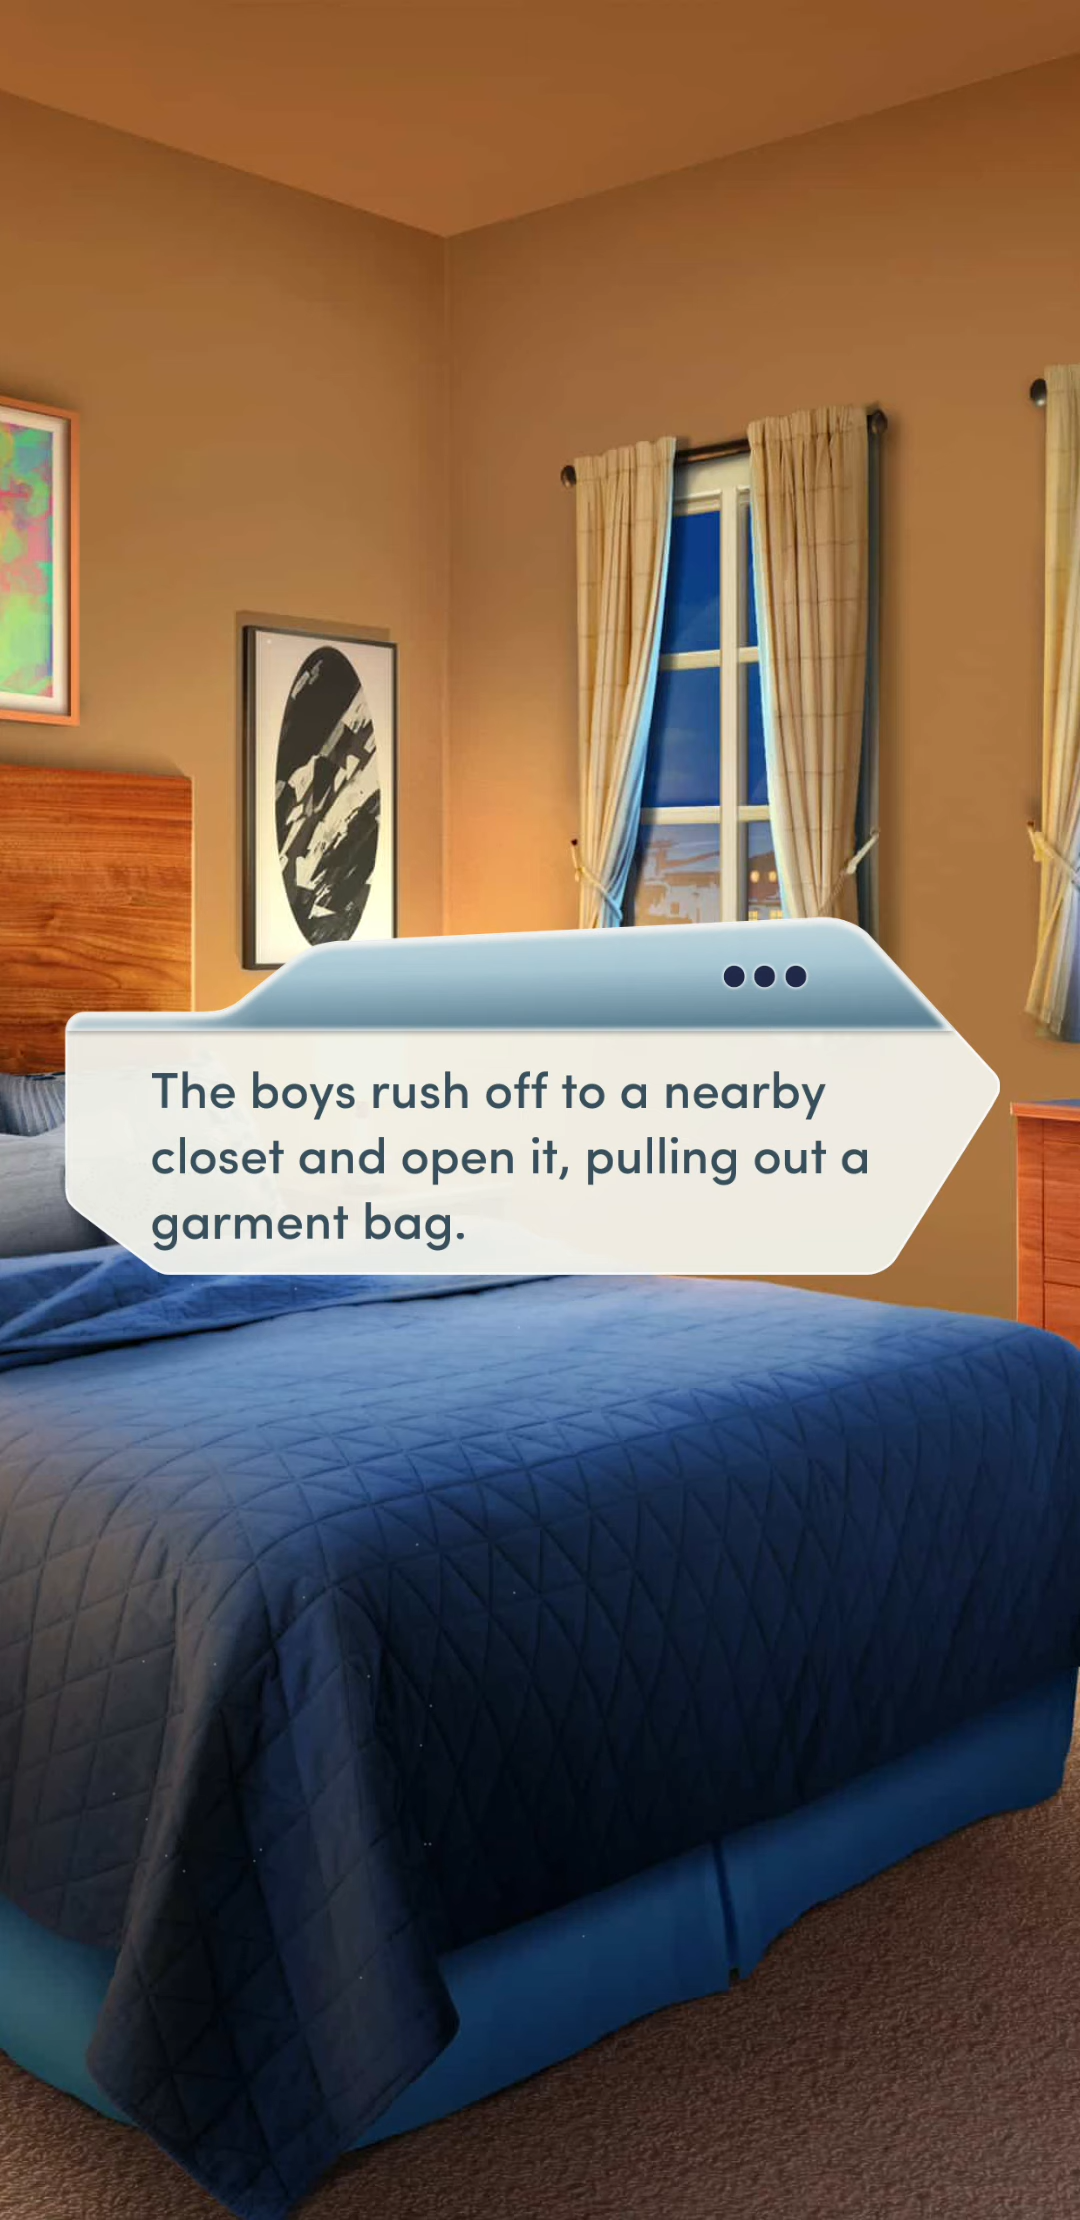 The boys rush off to a nearby
closet and open it, pulling out a
garment bag.